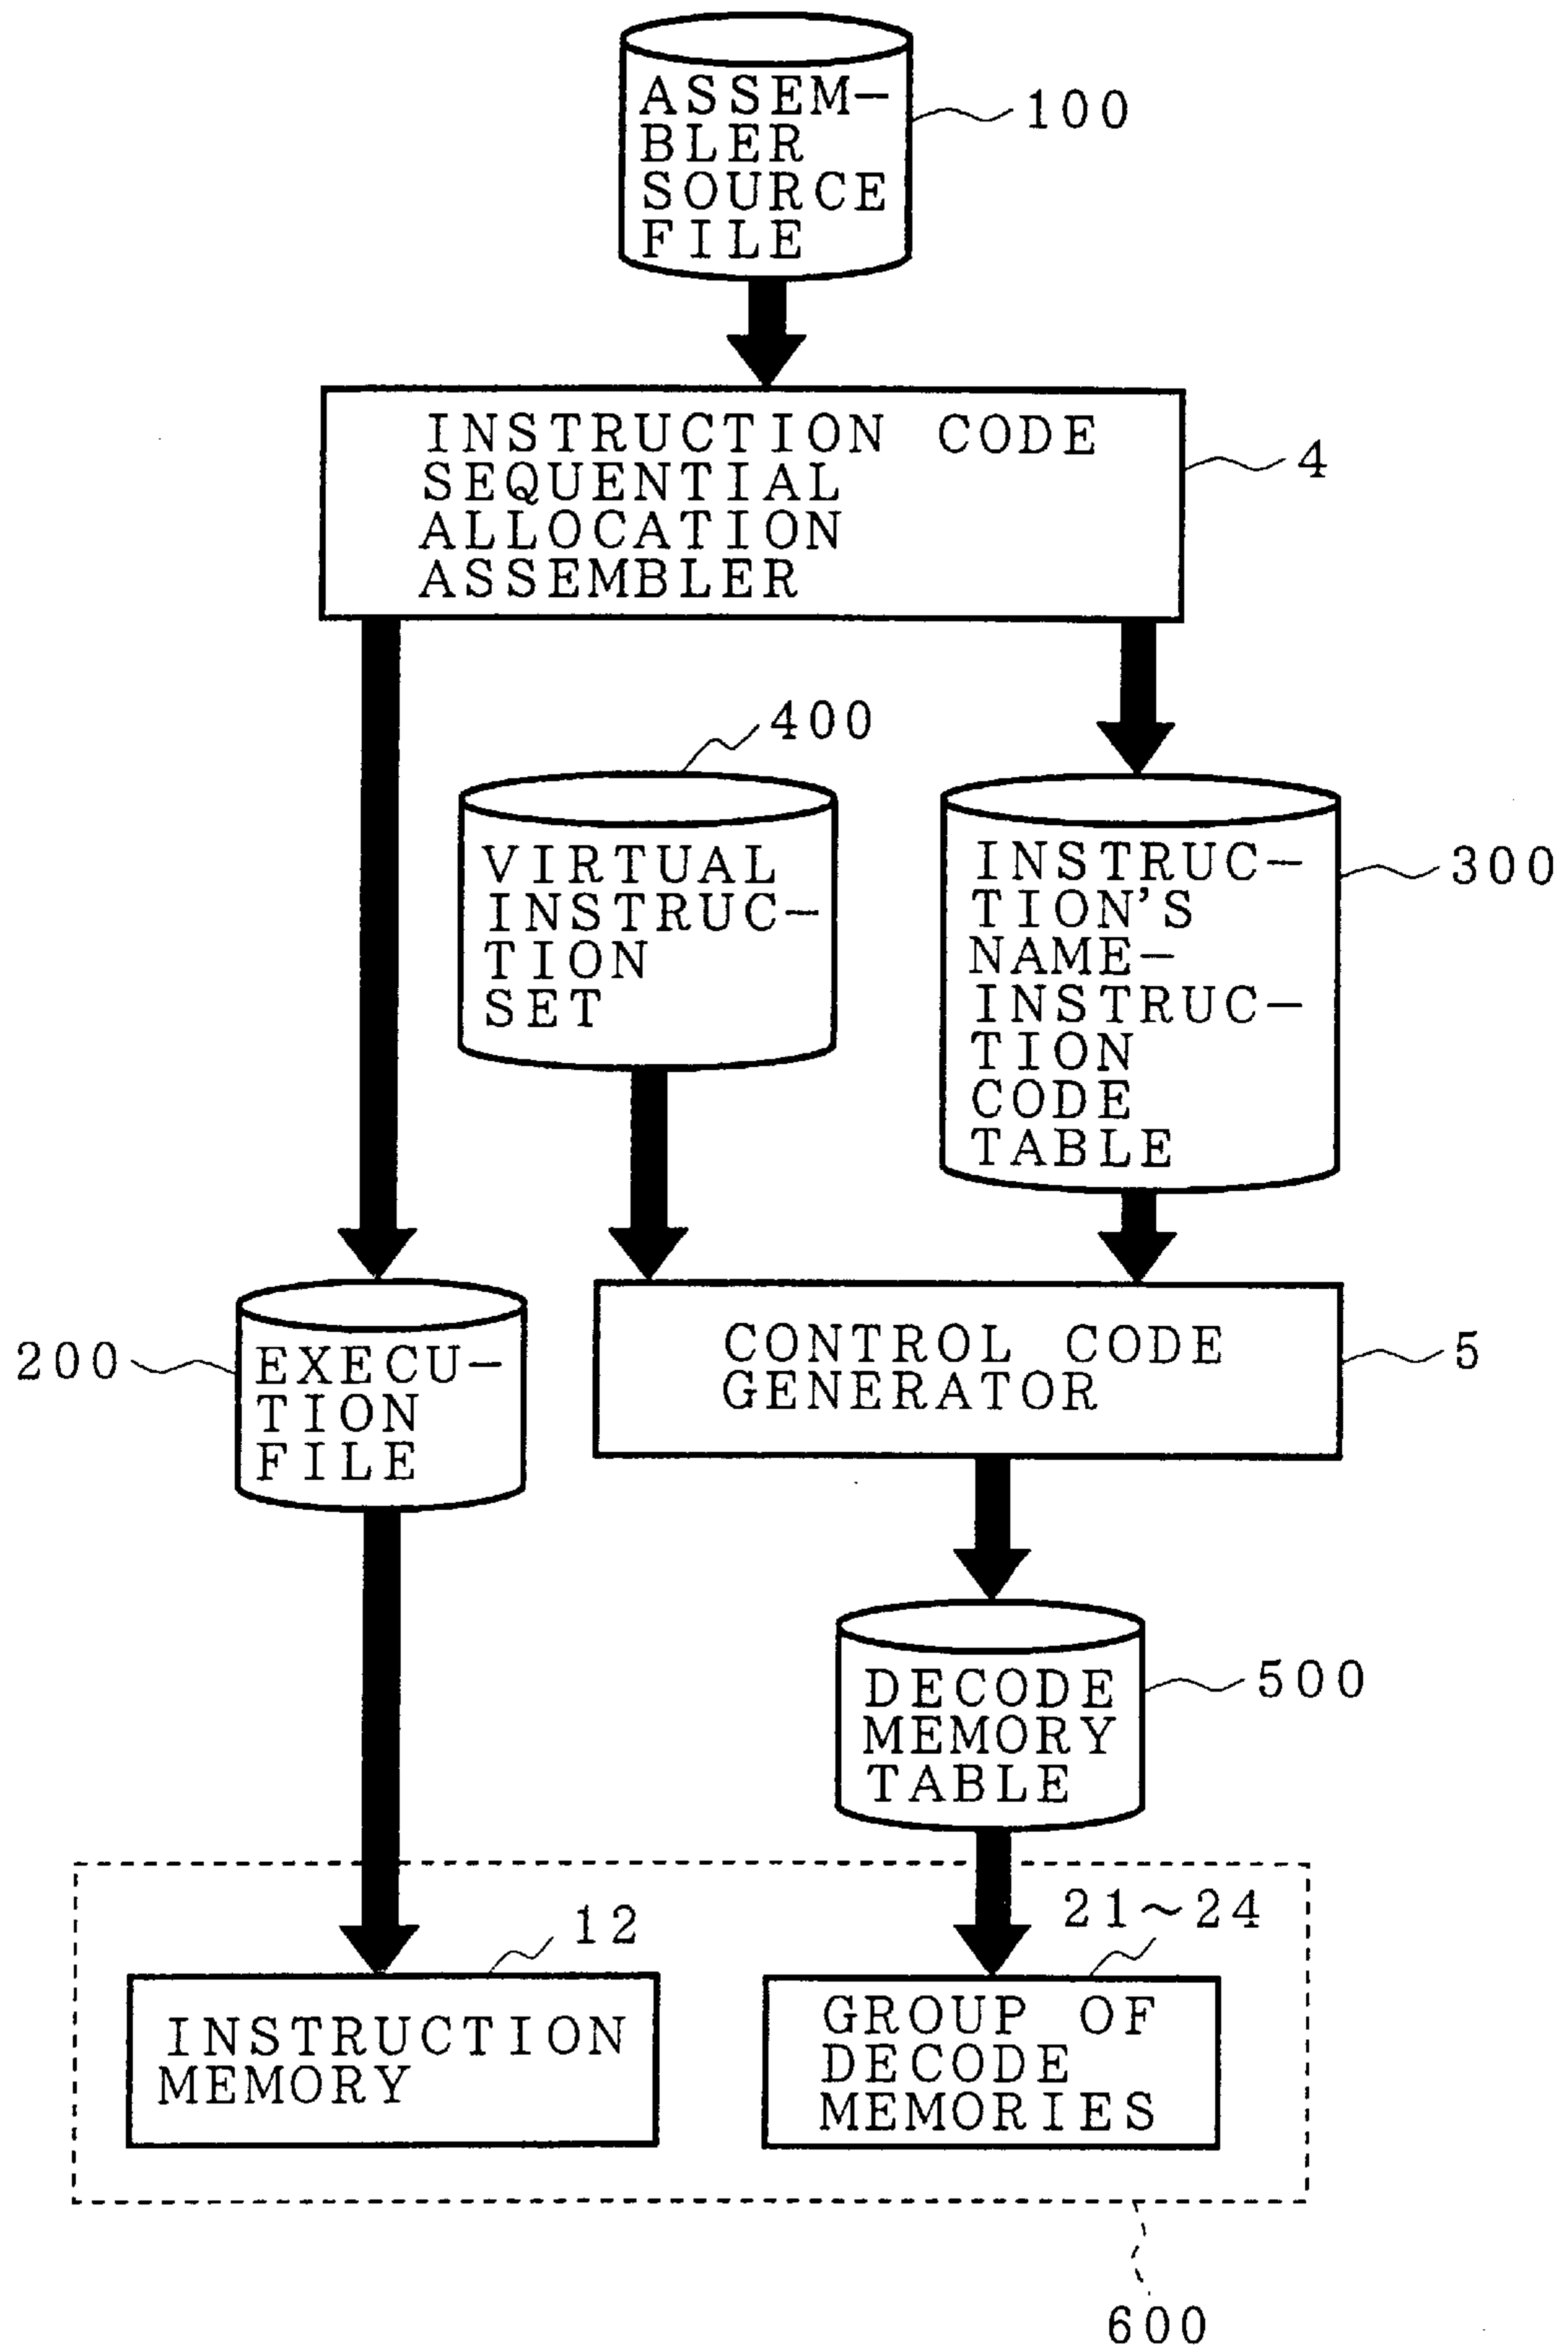 ASSEM-
BLER
SOURCE
FILE
100
INSTRUCTION CODE
SEQUENTIAL
ALLOCATION
ASSEMBLER
4
400
VIRTUAL
INSTRUC-
TION
SET
INSTRUC-
TION'S
NAME-
INSTRUC-
TION
CODE
TABLE
300
200
EXECU-
TION
FILE
CONTROL CODE
GENERATOR
5
DECODE
MEMORY
TABLE
500
12
INSTRUCTION
MEMORY
21~24
GROUP OF
DECODE
MEMORIES
600